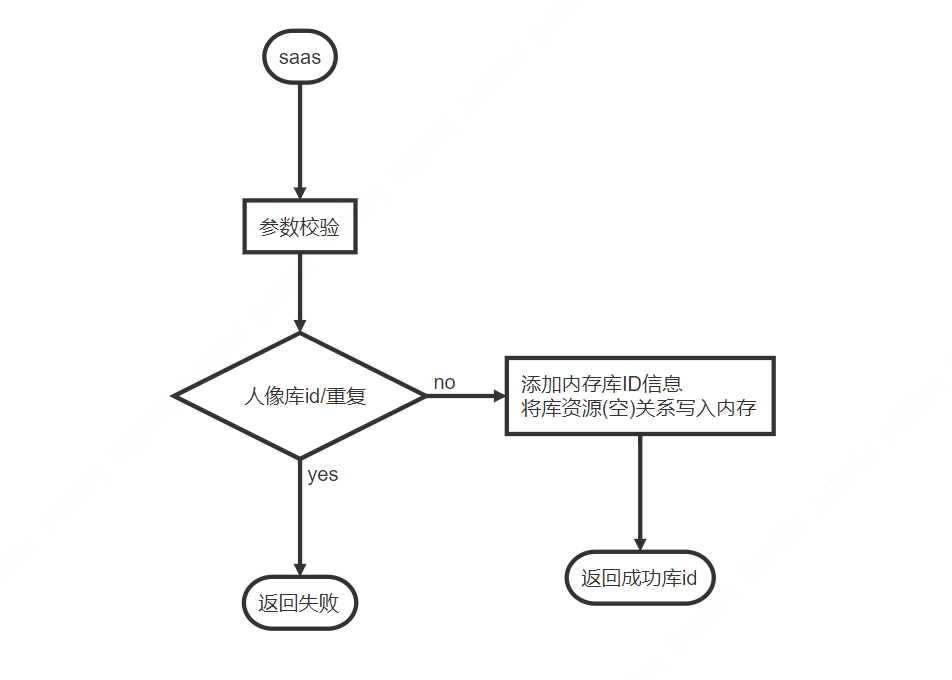 saas
参数校验
人像库id/重复
no
添加内存库ID信息
将库资源(空)关系写入内存
yes
返回成功库id
返回失败